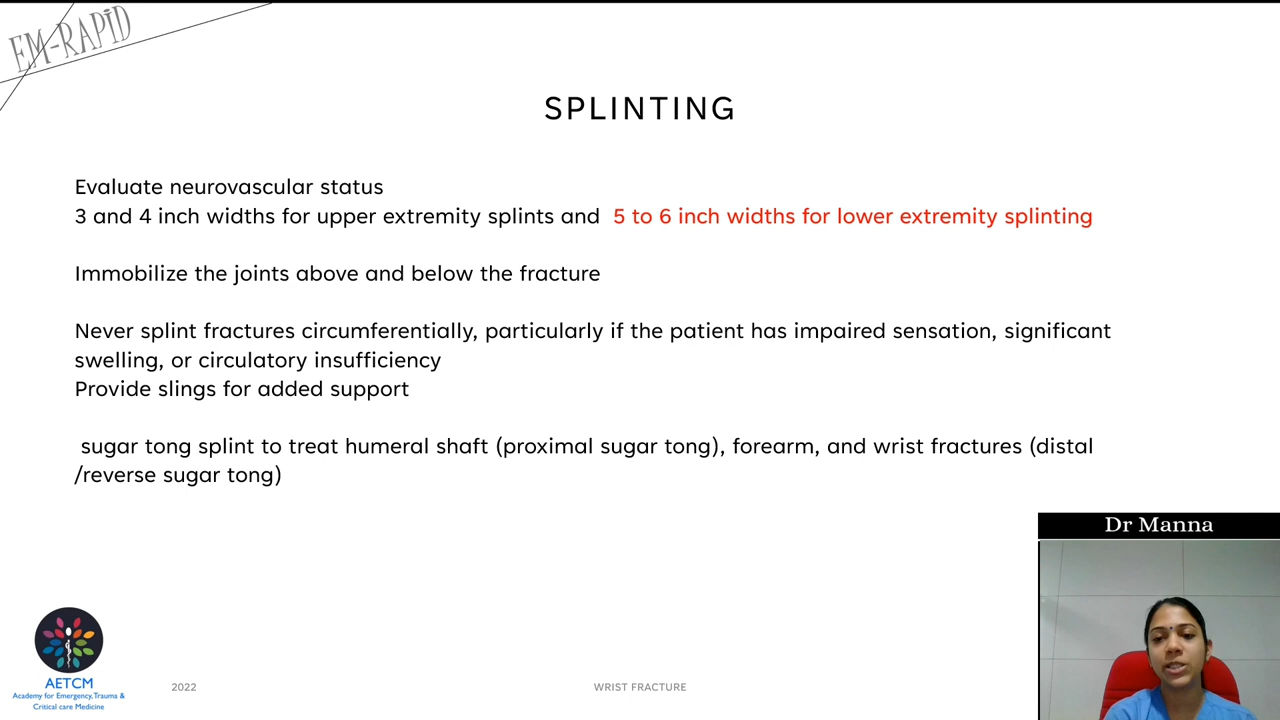 EM-RAPID
SPLINTING
Evaluate neurovascular status
3 and 4 inch widths for upper extremity splints and 5 to 6 inch widths for lower extremity splinting
Immobilize the joints above and below the fracture
Never splint fractures circumferentially, particularly if the patient has impaired sensation, significant
swelling, or circulatory insufficiency
Provide slings for added support
sugar tong splint to treat humeral shaft (proximal sugar tong), forearm, and wrist fractures (distal
/reverse sugar tong)
Dr Manna
AETCM
Academy for Emergency,Trauma &
Critical care Medicine
2022
WRIST FRACTURE